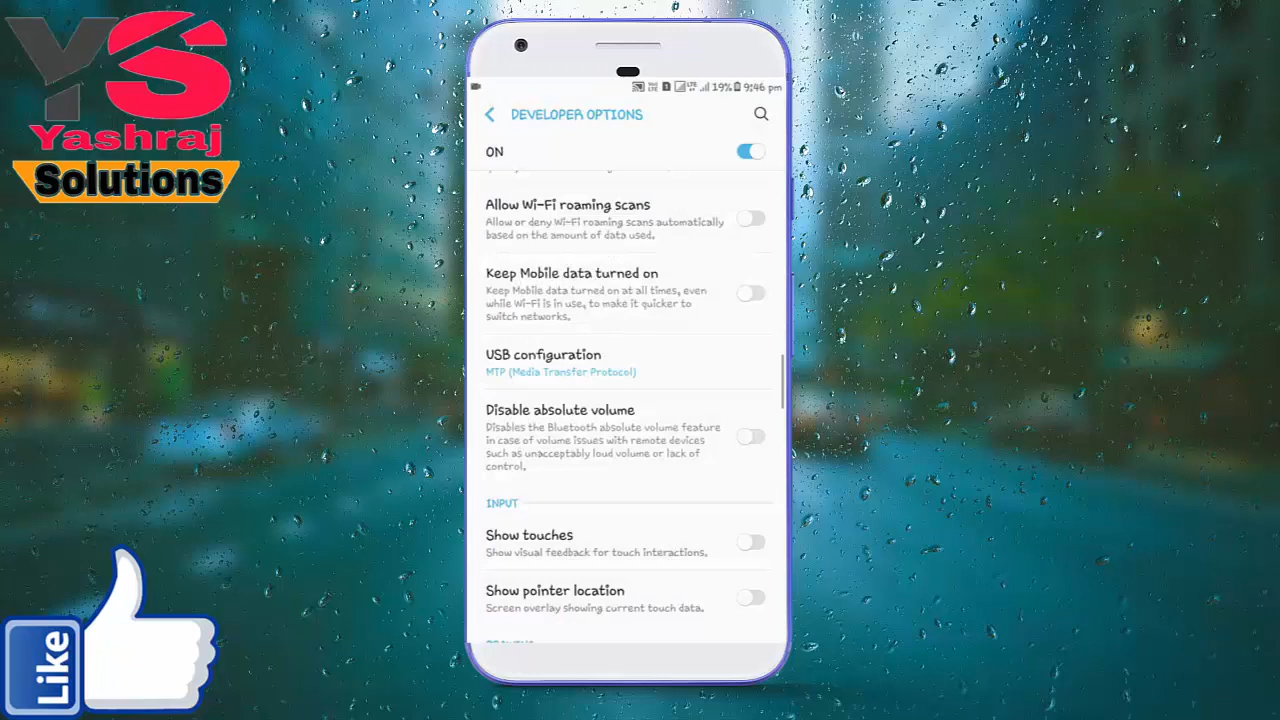 YS
Yashraj
Solutions
19% 9:46 pm
DEVELOPER OPTIONS
ON
Allow Wi-Fi roaming scans
Allow or deny Wi-Fi roaming scans automatically
based on the amount of data used.
Keep Mobile data turned on
Keep Mobile data turned on at all times, even
while Wi-Fi is in use, to make it quicker to
switch networks.
USB configuration
MTP (Media Transfer Protocol)
Disable absolute volume
Disables the Bluetooth absolute volume feature
in case of volume issues with remote devices
such as unacceptably loud volume or lack of
control.
INPUT
Show touches
Show visual feedback for touch interactions.
Show pointer location
Screen overlay showing current touch data.
Like